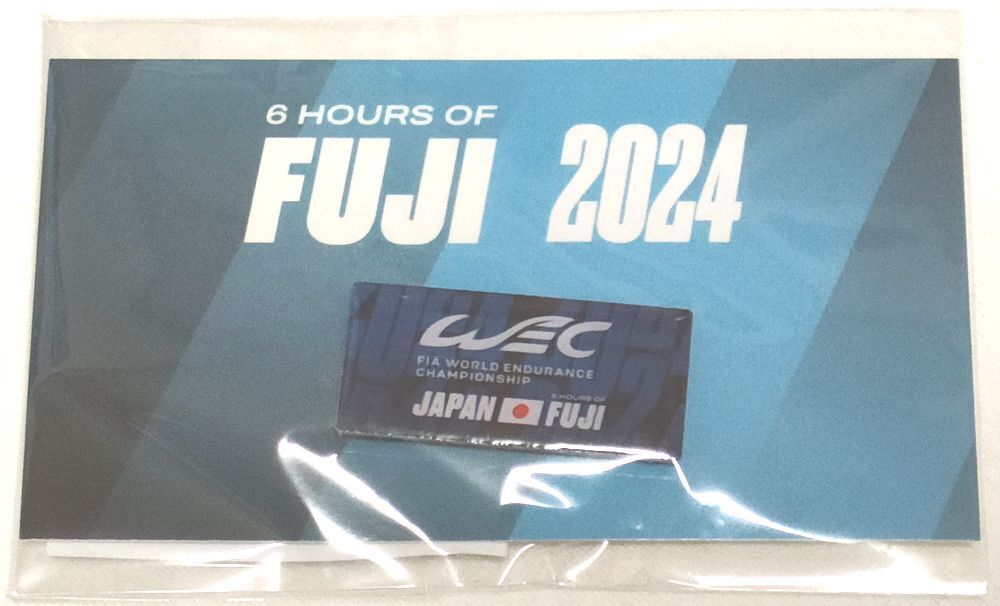 6 HOURS OF
FUJI 2024
WEC
FIA WORLD ENDURANCE
CHAMPIONSHIP
6 HOURS OF
JAPAN FUJI